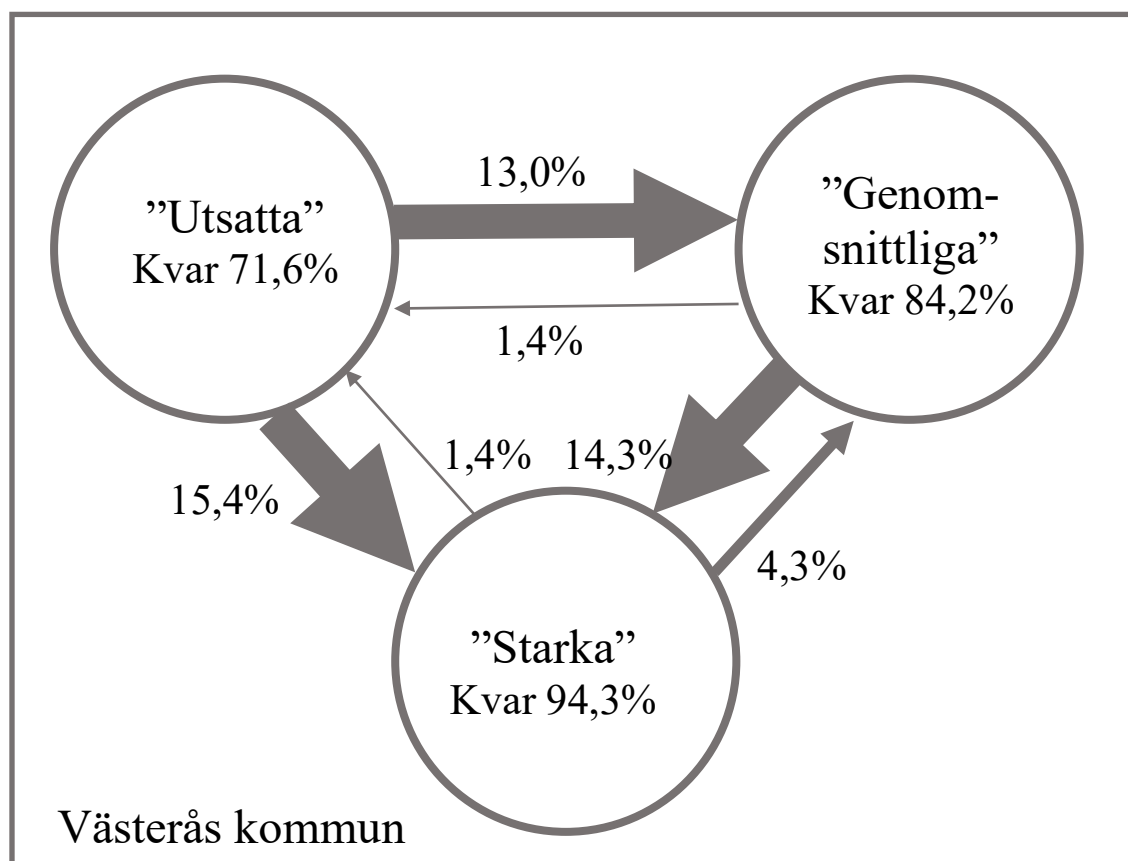 ”Utsatta”
Kvar 71,6%
13,0%
”Genom-
snittliga”
Kvar 84,2%
1,4%
15,4%
1,4%
14,3%
4,3%
”Starka”
Kvar 94,3%
Västerås kommun